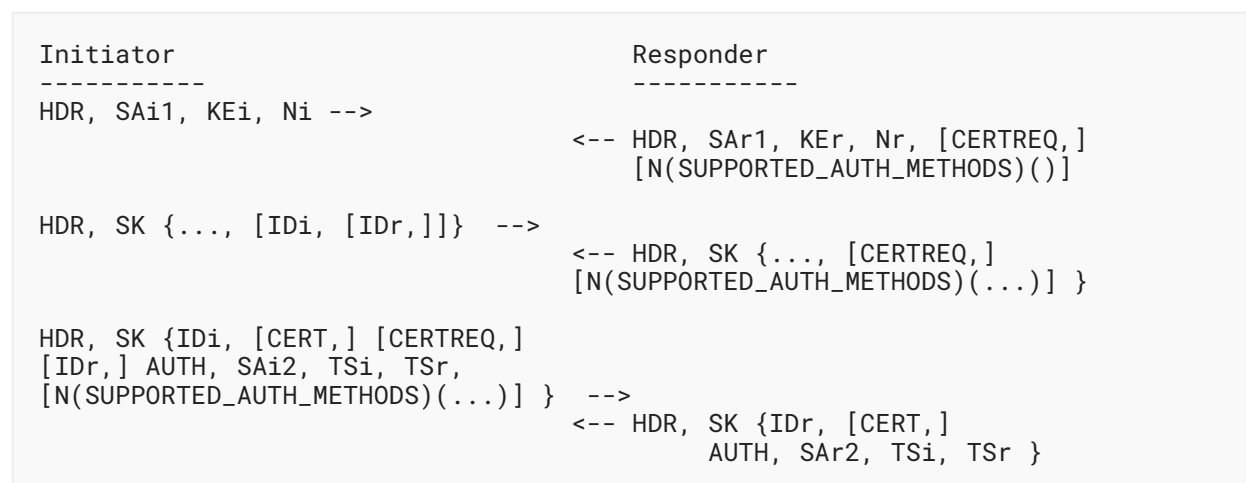 Initiator                              Responder
-----------                            -----------
HDR, SAi1, KEi, Ni -->
                                   <-- HDR, SAr1, KEr, Nr, [CERTREQ,]
                                       [N(SUPPORTED_AUTH_METHODS)()]

HDR, SK {..., [IDi, [IDr,]]}  -->
                                   <-- HDR, SK {..., [CERTREQ,]
                                   [N(SUPPORTED_AUTH_METHODS)(...)] }

HDR, SK {IDi, [CERT,] [CERTREQ,]
[IDr,] AUTH, SAi2, TSi, TSr,
[N(SUPPORTED_AUTH_METHODS)(...)] }  -->
                                   <-- HDR, SK {IDr, [CERT,]
                                            AUTH, SAr2, TSi, TSr }